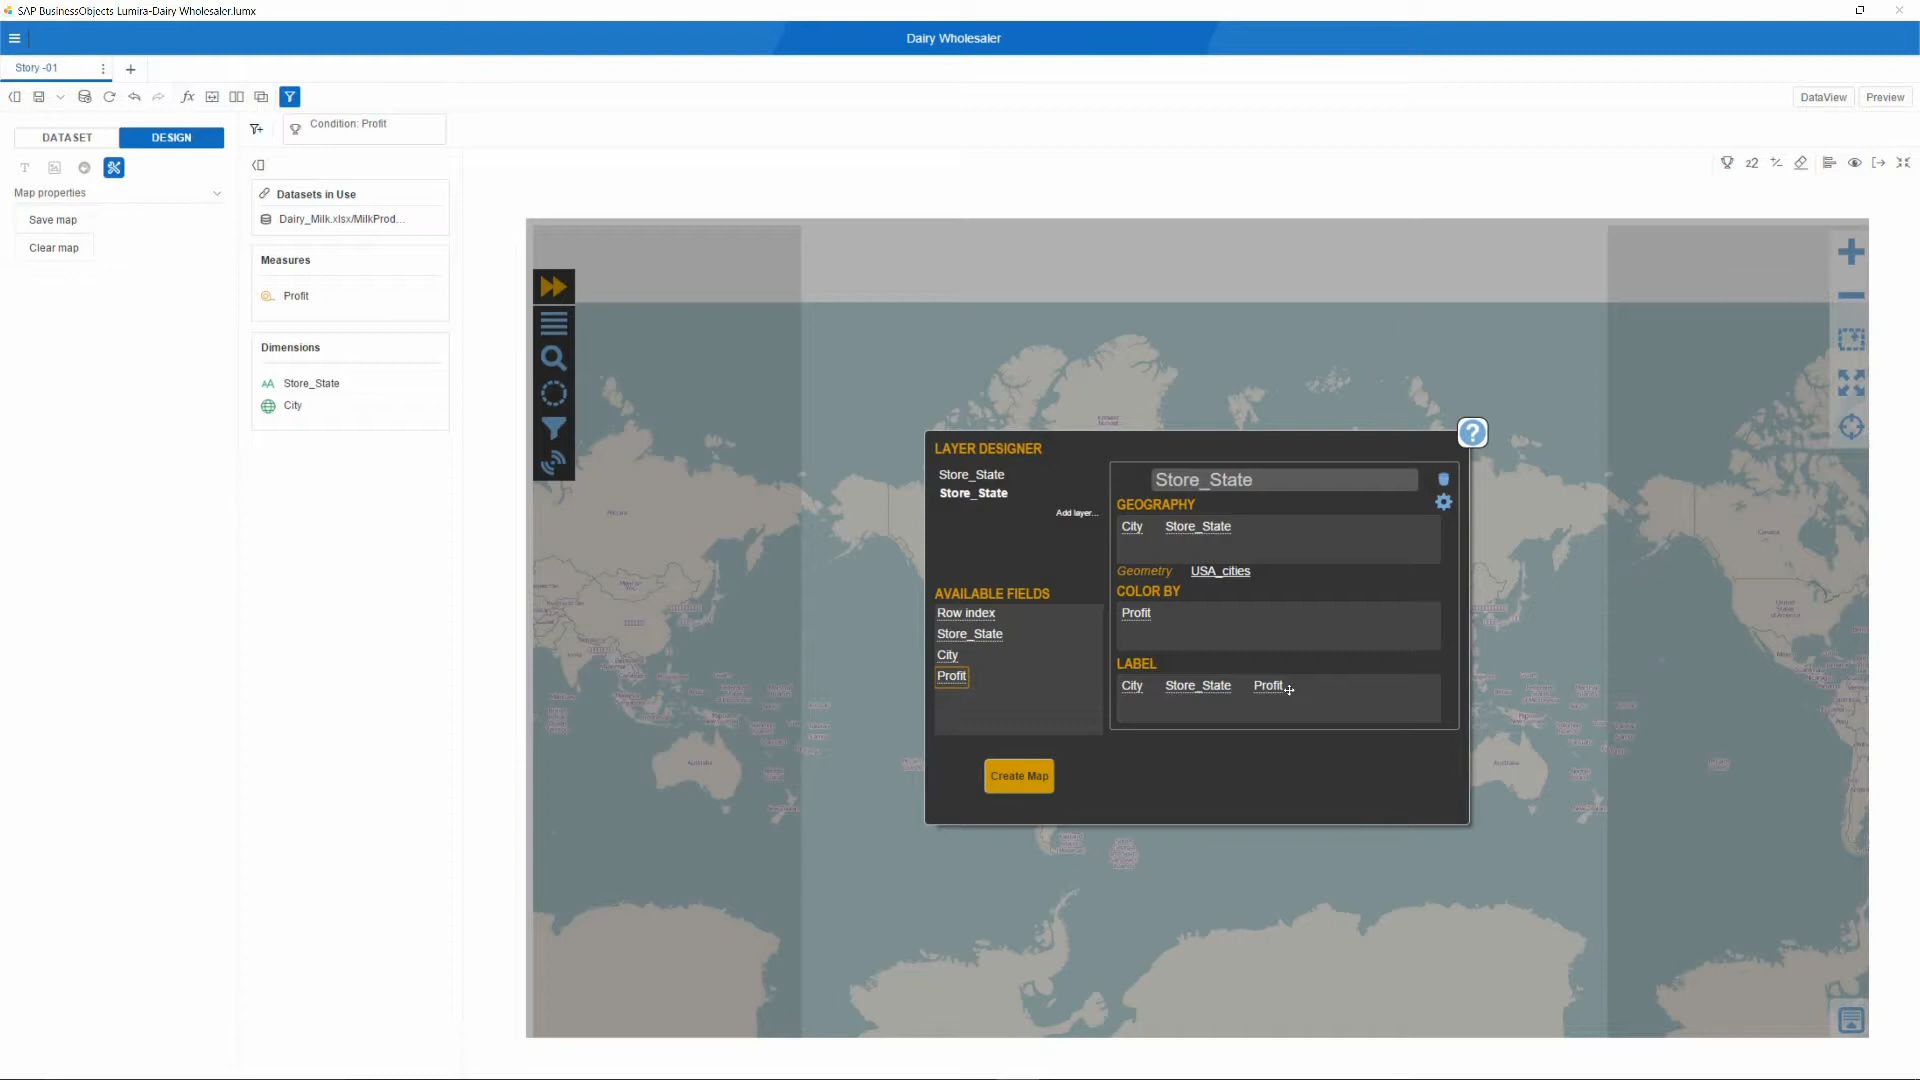 SAP BusinessObjects Lumira-Dairy Wholesaler.lumx
Dairy Wholesaler
Story -01
DataView
Preview
DATASET
DESIGN
Condition: Profit
Map properties
Save map
Clear map
Datasets in Use
Dairy_Milk.xlsx/MilkProd...
Measures
Profit
Dimensions
Store_State
City
LAYER DESIGNER
Store_State
Store_State
Add layer...
AVAILABLE FIELDS
Row index
Store_State
City
Profit
Create Map
Store_State
GEOGRAPHY
City Store_State
Geometry USA_cities
COLOR BY
Profit
LABEL
City Store_State Profit
Australia
Australia
Canada